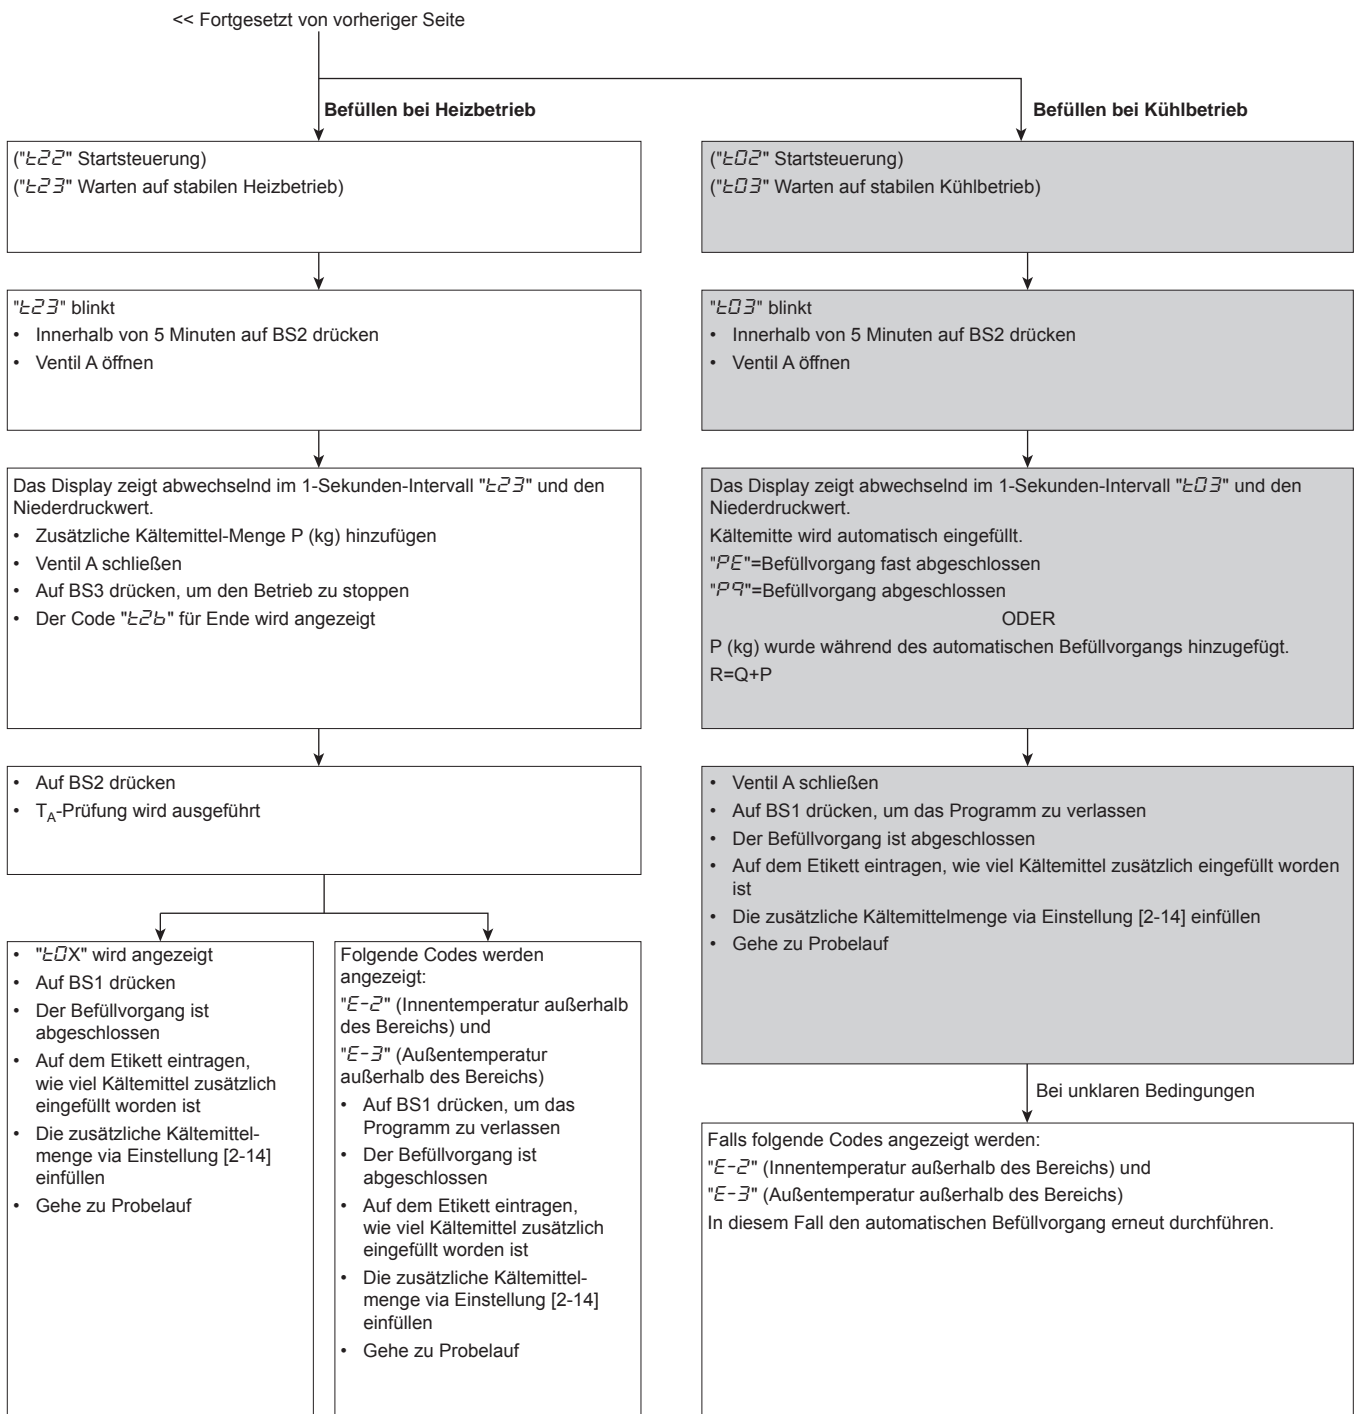 << Fortgesetzt von vorheriger Seite
Befüllen bei Heizbetrieb
("t22" Startsteuerung)
("t23" Warten auf stabilen Heizbetrieb)
"t23" blinkt
• Innerhalb von 5 Minuten auf BS2 drücken
• Ventil A öffnen
Das Display zeigt abwechselnd im 1-Sekunden-Intervall "t23" und den
Niederdruckwert.
• Zusätzliche Kältemittel-Menge P (kg) hinzufügen
• Ventil A schließen
• Auf BS3 drücken, um den Betrieb zu stoppen
• Der Code "t2b" für Ende wird angezeigt
• Auf BS2 drücken
• TA-Prüfung wird ausgeführt
• "t0X" wird angezeigt
• Auf BS1 drücken
• Der Befüllvorgang ist
abgeschlossen
• Auf dem Etikett eintragen,
wie viel Kältemittel zusätzlich
eingefüllt worden ist
• Die zusätzliche Kältemittel-
menge via Einstellung [2-14]
einfüllen
• Gehe zu Probelauf
Folgende Codes werden
angezeigt:
"E-2" (Innentemperatur außerhalb
des Bereichs) und
"E-3" (Außentemperatur
außerhalb des Bereichs)
• Auf BS1 drücken, um das
Programm zu verlassen
• Der Befüllvorgang ist
abgeschlossen
• Auf dem Etikett eintragen,
wie viel Kältemittel zusätzlich
eingefüllt worden ist
• Die zusätzliche Kältemittel-
menge via Einstellung [2-14]
einfüllen
• Gehe zu Probelauf
Befüllen bei Kühlbetrieb
("t02" Startsteuerung)
("t03" Warten auf stabilen Kühlbetrieb)
"t03" blinkt
• Innerhalb von 5 Minuten auf BS2 drücken
• Ventil A öffnen
Das Display zeigt abwechselnd im 1-Sekunden-Intervall "t03" und den
Niederdruckwert.
Kältemitte wird automatisch eingefüllt.
"PE"=Befüllvorgang fast abgeschlossen
"P9"=Befüllvorgang abgeschlossen
ODER
P (kg) wurde während des automatischen Befüllvorgangs hinzugefügt.
R=Q+P
• Ventil A schließen
• Auf BS1 drücken, um das Programm zu verlassen
• Der Befüllvorgang ist abgeschlossen
• Auf dem Etikett eintragen, wie viel Kältemittel zusätzlich eingefüllt worden
ist
• Die zusätzliche Kältemittelmenge via Einstellung [2-14] einfüllen
• Gehe zu Probelauf
Bei unklaren Bedingungen
Falls folgende Codes angezeigt werden:
"E-2" (Innentemperatur außerhalb des Bereichs) und
"E-3" (Außentemperatur außerhalb des Bereichs)
In diesem Fall den automatischen Befüllvorgang erneut durchführen.